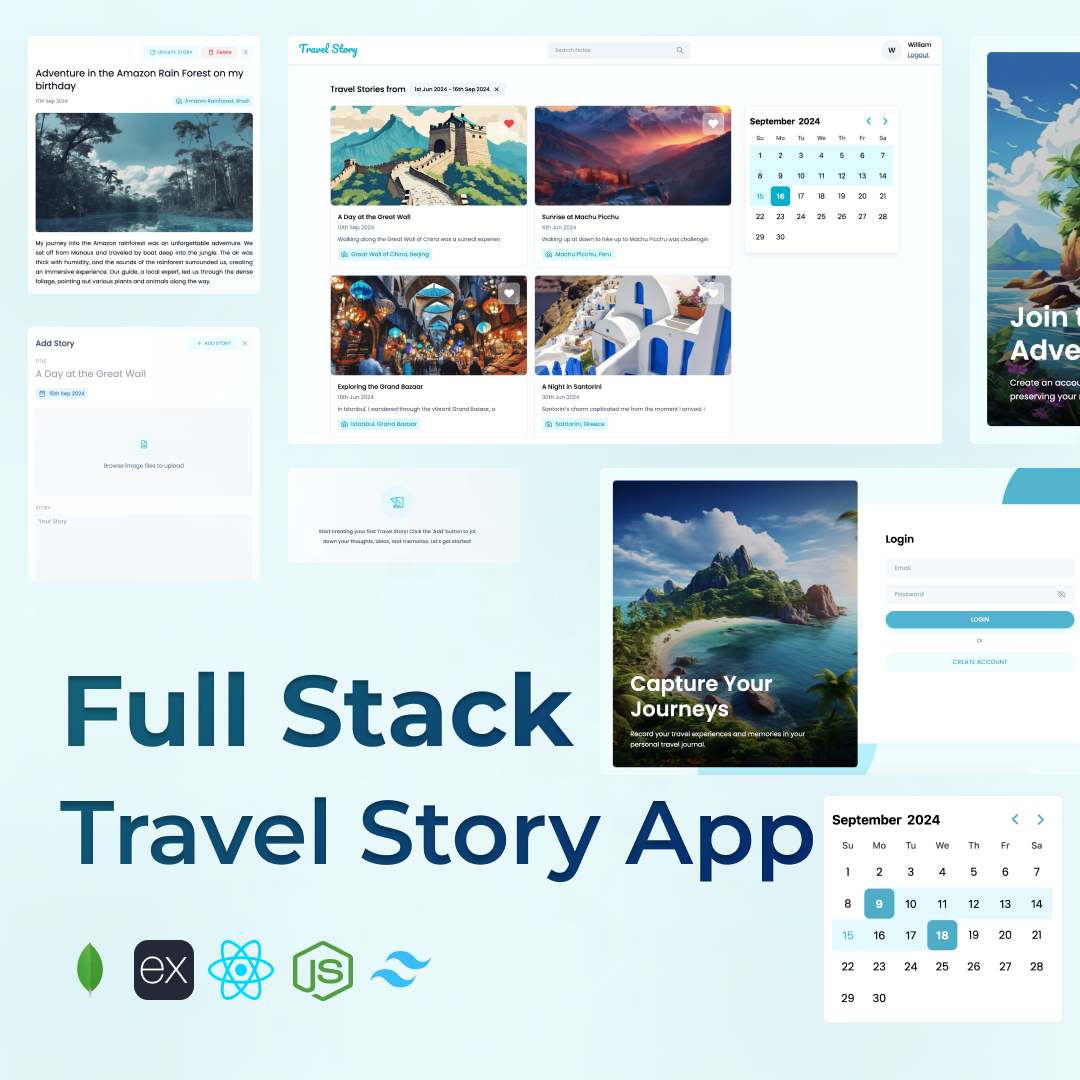 UPDATE STORY
Delete
Adventure in the Amazon Rain Forest on my
birthday
17th Sep 2024
Amazon Rainforest, Brazil
My journey into the Amazon rainforest was an unforgettable adventure. We
set off from Manaus and traveled by boat deep into the jungle. The air was
thick with humidity, and the sounds of the rainforest surrounded us, creating
an immersive experience. Our guide, a local expert, led us through the dense
foliage, pointing out various plants and animals along the way.
Travel Story
Search Notes
W
William
Logout
Travel Stories from
1st Jun 2024 - 16th Sep 2024
A Day at the Great Wall
10th Sep 2024
Walking along the Great Wall of China was a surreal experien
Great Wall of China, Beijing
Sunrise at Machu Picchu
8th Jun 2024
Waking up at dawn to hike up to Machu Picchu was challengin
Machu Picchu, Peru
Exploring the Grand Bazaar
18th Jun 2024
In Istanbul, I wandered through the vibrant Grand Bazaar, a
Istanbul, Grand Bazaar
A Night in Santorini
30th Jun 2024
Santorini's charm captivated me from the moment I arrived. I
Santorini, Greece
September 2024
Su Mo Tu We Th Fr Sa
1 2 3 4 5 6 7
8 9 10 11 12 13 14
15 16 17 18 19 20 21
22 23 24 25 26 27 28
29 30
Join t
Adve
Create an accou
preserving your
Add Story
ADD STORY
TITLE
A Day at the Great Wall
15th Sep 2024
Browse image files to upload
STORY
Your Story
Start creating your first Travel Story! Click the 'Add' button to jot
down your thoughts, ideas, and memories. Let's get started!
Capture Your
Journeys
Record your travel experiences and memories in your
personal travel journal.
Login
Email
Password
LOGIN
Or
CREATE ACCOUNT
Full Stack
Travel Story App
ex
JS
September 2024
Su Mo Tu We Th Fr Sa
1 2 3 4 5 6 7
8 9 10 11 12 13 14
15 16 17 18 19 20 21
22 23 24 25 26 27 28
29 30